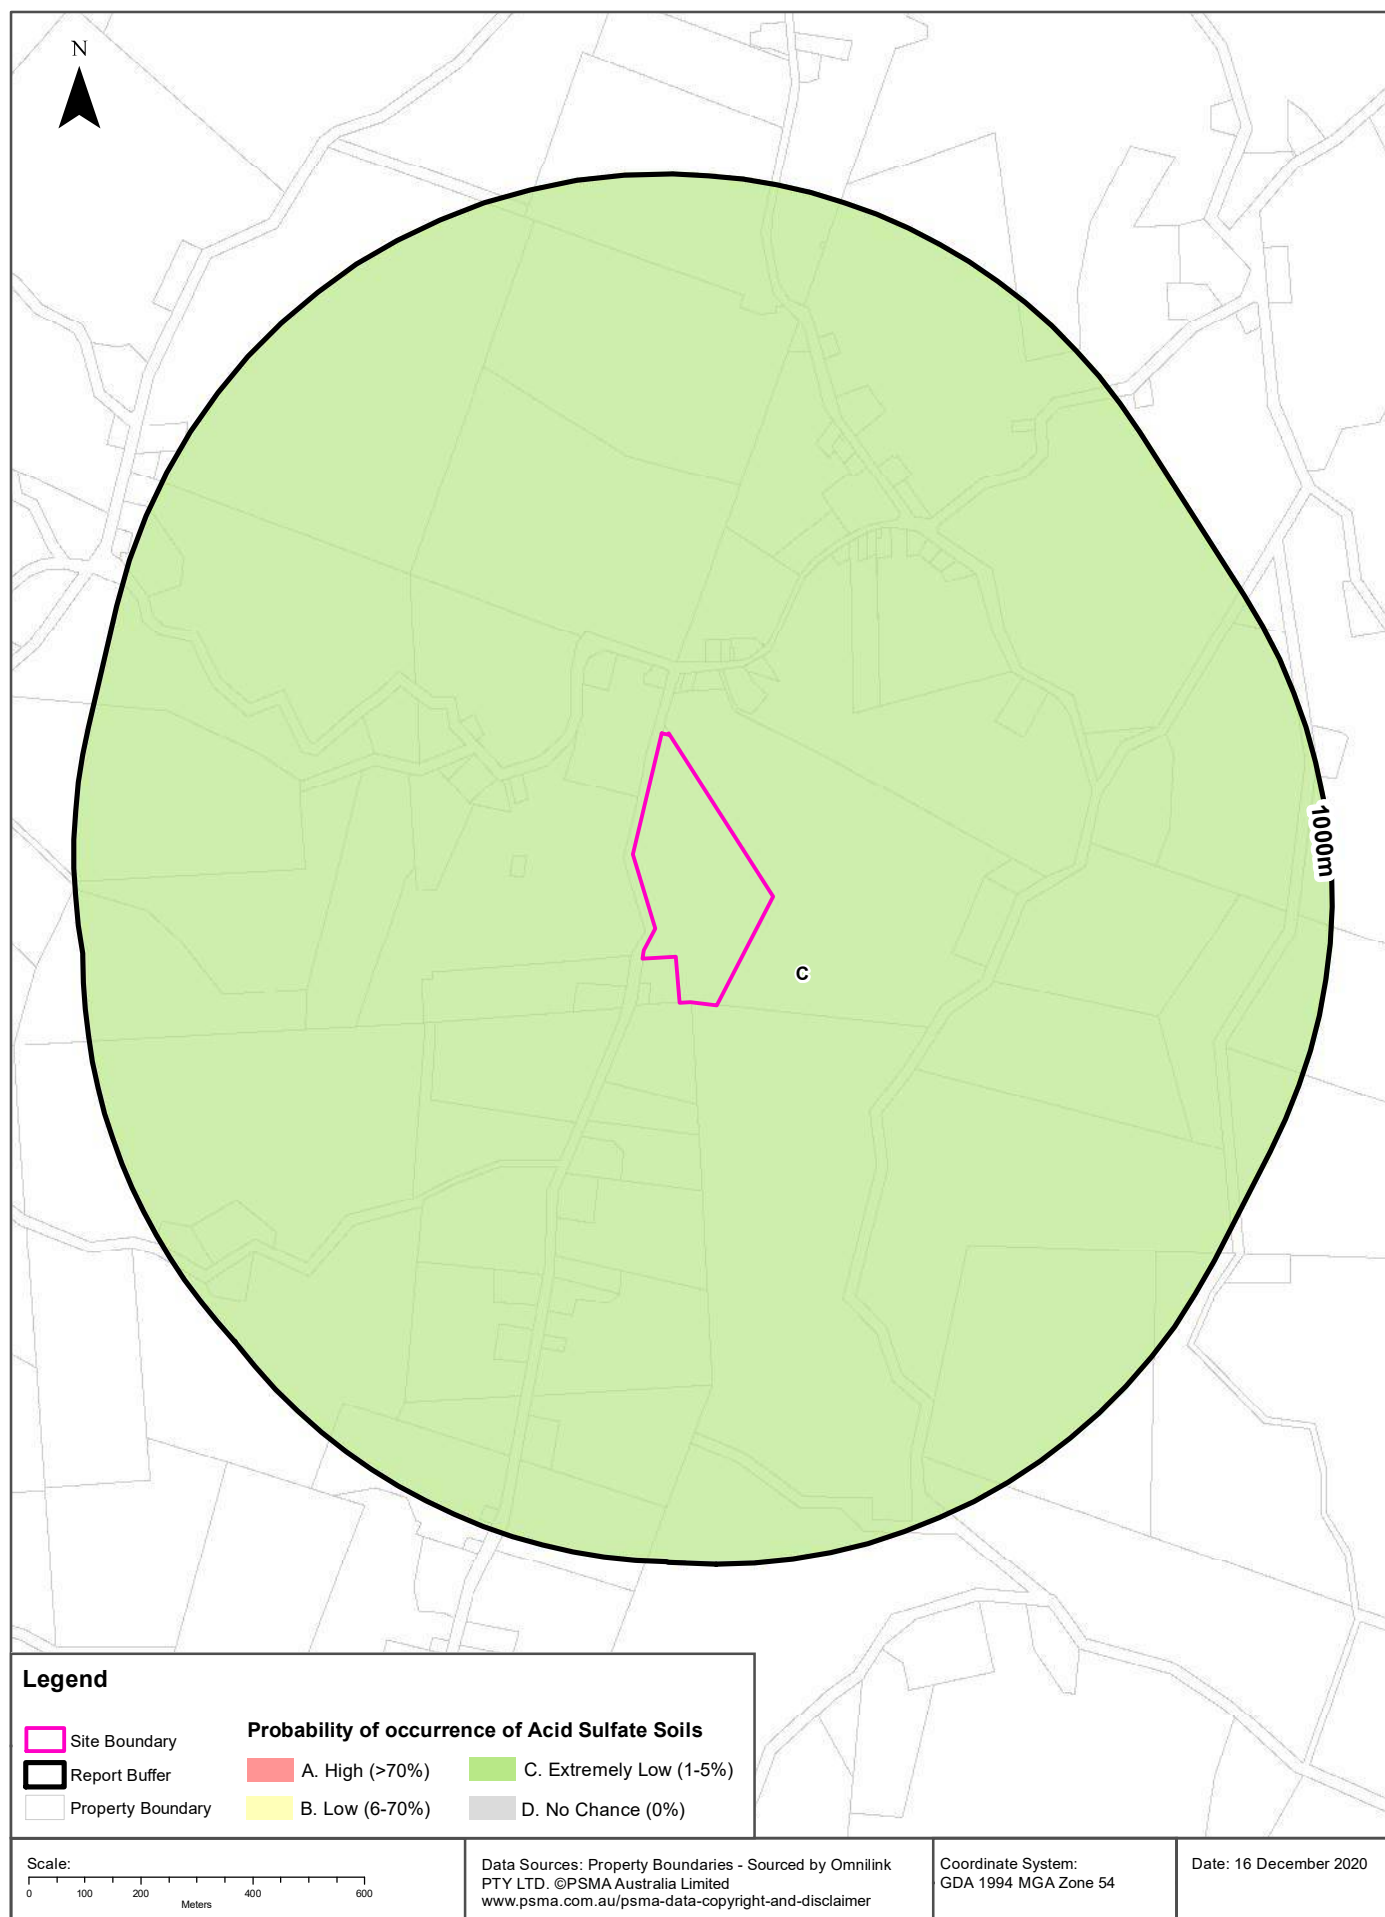 N
1000m
C
Legend
Site Boundary
Report Buffer
Property Boundary
Probability of occurrence of Acid Sulfate Soils
A. High (>70%)
B. Low (6-70%)
C. Extremely Low (1-5%)
D. No Chance (0%)
Scale:
0 100 200 400 600
Meters
Data Sources: Property Boundaries - Sourced by Omnilink
PTY LTD. ©PSMA Australia Limited
www.psma.com.au/psma-data-copyright-and-disclaimer
Coordinate System:
GDA 1994 MGA Zone 54
Date: 16 December 2020